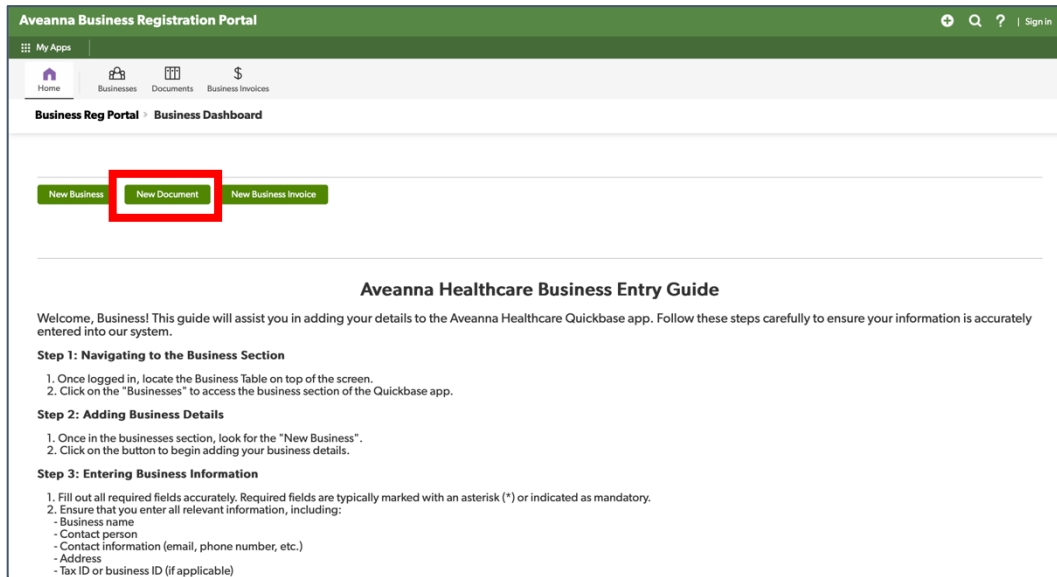 Aveanna Business Registration Portal
| Sign in
My Apps
Home
Businesses
Documents
Business Invoices
Business Reg Portal > Business Dashboard
New Business
New Document
New Business Invoice
Aveanna Healthcare Business Entry Guide
Welcome, Business! This guide will assist you in adding your details to the Aveanna Healthcare Quickbase app. Follow these steps carefully to ensure your information is accurately
entered into our system.
Step 1: Navigating to the Business Section
1. Once logged in, locate the Business Table on top of the screen.
2. Click on the "Businesses" to access the business section of the Quickbase app.
Step 2: Adding Business Details
1. Once in the businesses section, look for the "New Business".
2. Click on the button to begin adding your business details.
Step 3: Entering Business Information
1. Fill out all required fields accurately. Required fields are typically marked with an asterisk (*) or indicated as mandatory.
2. Ensure that you enter all relevant information, including:
- Business name
- Contact person
- Contact information (email, phone number, etc.)
- Address
- Tax ID or business ID (if applicable)